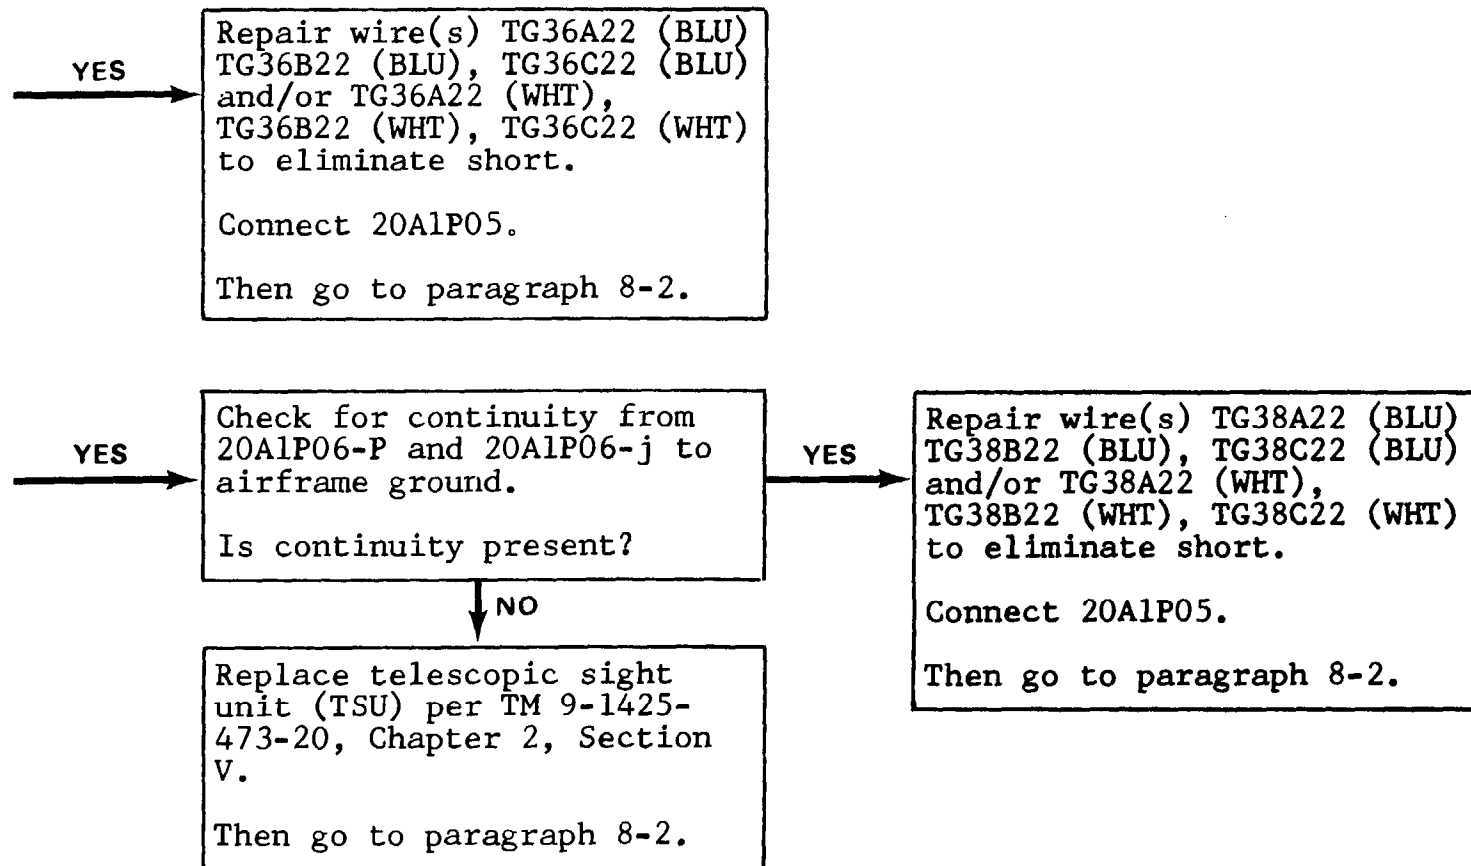 YES
Repair wire(s) TG36A22 (BLU)
TG36B22 (BLU), TG36C22 (BLU)
and/or TG36A22 (WHT),
TG36B22 (WHT), TG36C22 (WHT)
to eliminate short.
Connect 20A1P05.
Then go to paragraph 8-2.
YES
Check for continuity from
20A1P06-P and 20A1P06-j to
airframe ground.
Is continuity present?
YES
Repair wire(s) TG38A22 (BLU)
TG38B22 (BLU), TG38C22 (BLU)
and/or TG38A22 (WHT),
TG38B22 (WHT), TG38C22 (WHT)
to eliminate short.
Connect 20A1P05.
Then go to paragraph 8-2.
NO
Replace telescopic sight
unit (TSU) per TM 9-1425-
473-20, Chapter 2, Section
V.
Then go to paragraph 8-2.